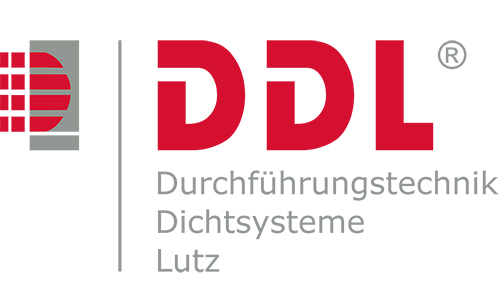 DDL®
Durchführungstechnik
Dichtsysteme
Lutz